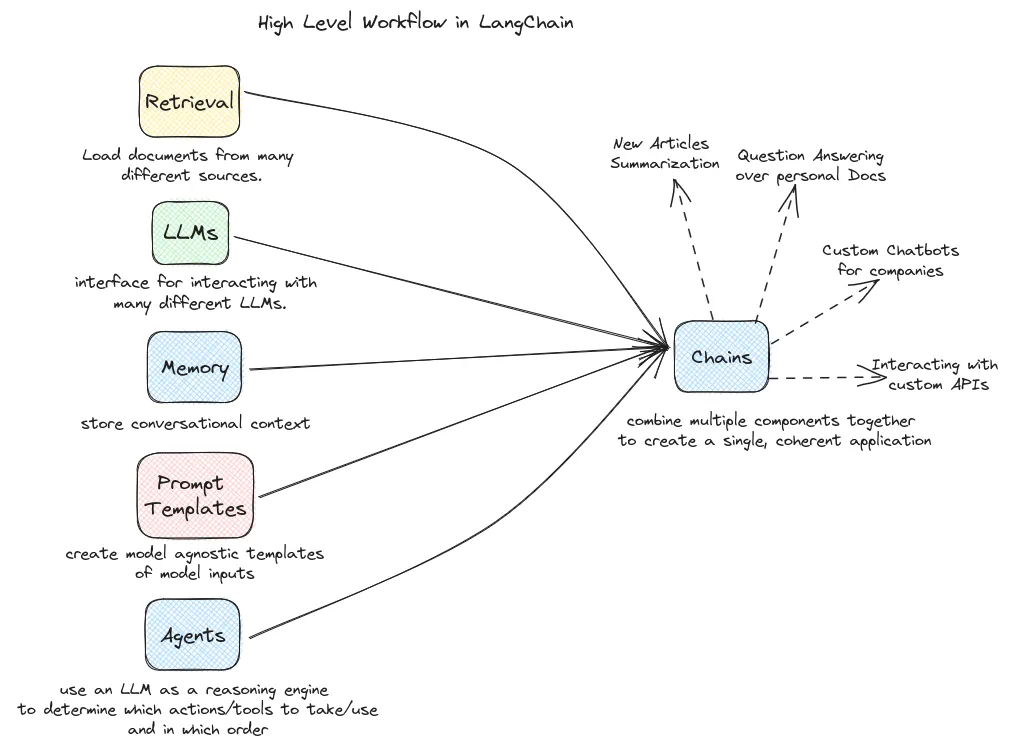 High Level Workflow in LangChain
Retrieval
Load documents from many
different sources.
LLMs
interface for interacting with
many different LLMs.
Memory
store conversational context
Prompt
Templates
create model agnostic templates
of model inputs
Agents
use an LLM as a reasoning engine
to determine which actions/tools to take/use
and in which order
Chains
combine multiple components together
to create a single, coherent application
New Articles
Summarization
Question Answering
over personal Docs
Custom Chatbots
for companies
Interacting with
custom APIs